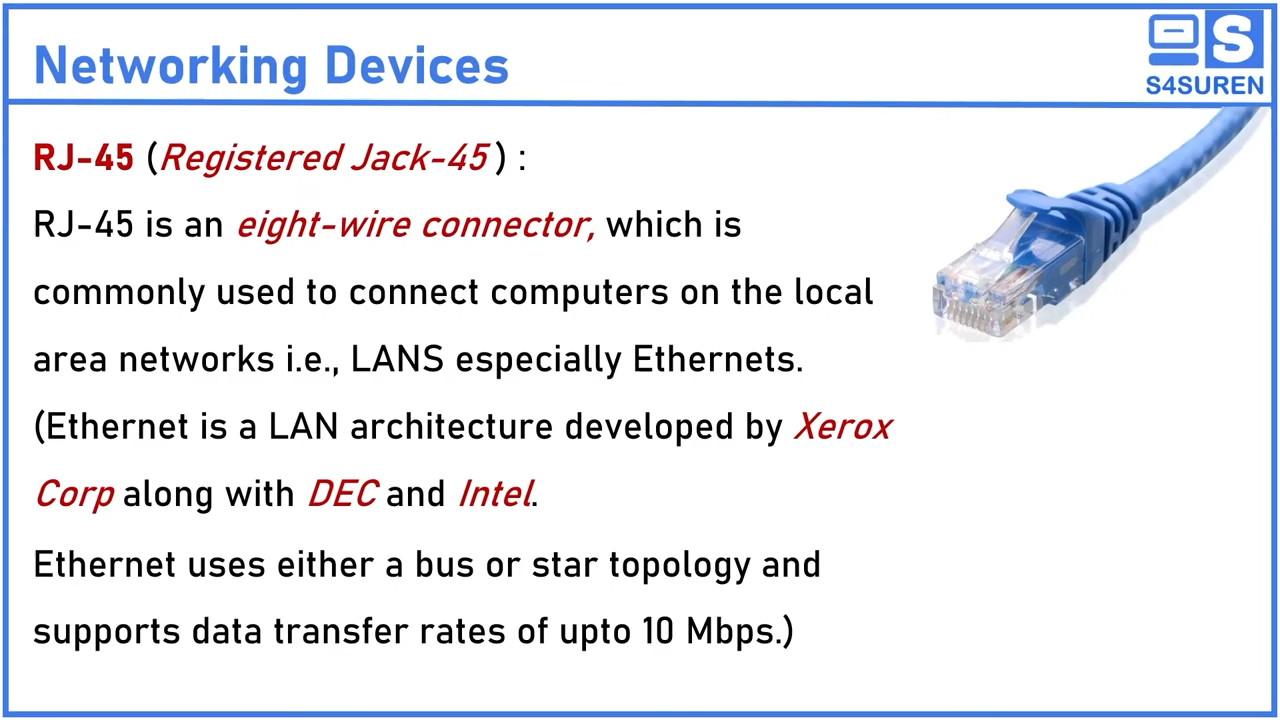 Networking Devices
S
S4SUREN
RJ-45 (Registered Jack-45) :
RJ-45 is an eight-wire connector, which is
commonly used to connect computers on the local
area networks i.e., LANS especially Ethernets.
(Ethernet is a LAN architecture developed by Xerox
Corp along with DEC and Intel.
Ethernet uses either a bus or star topology and
supports data transfer rates of upto 10 Mbps.)